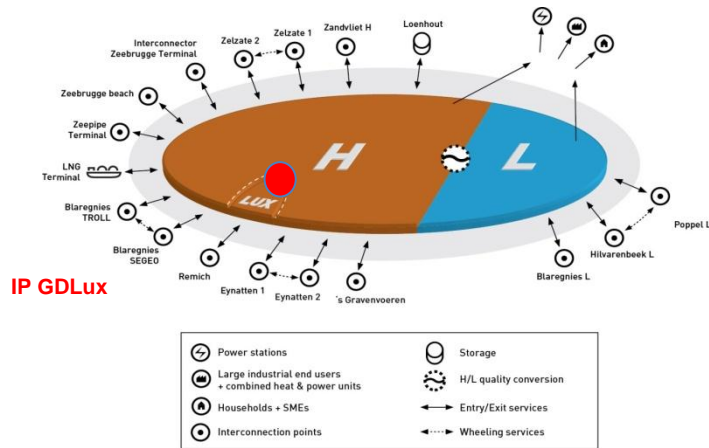 Zelzate 2
Zelzate 1
Zandvliet H
Loenhout
Interconnector
Zeebrugge Terminal
Zeebrugge beach
Zeepipe
Terminal
LNG
Terminal
Blaregnies
TROLL
Blaregnies
SEGEO
H
L
LUX
Poppel L
Hilvarenbeek L
Blaregnies L
Remich
Eynatten 1
Eynatten 2
's Gravenvoeren
IP GDLux
Power stations
Large industrial end users
+ combined heat & power units
Households + SMEs
Interconnection points
Storage
H/L quality conversion
Entry/Exit services
Wheeling services